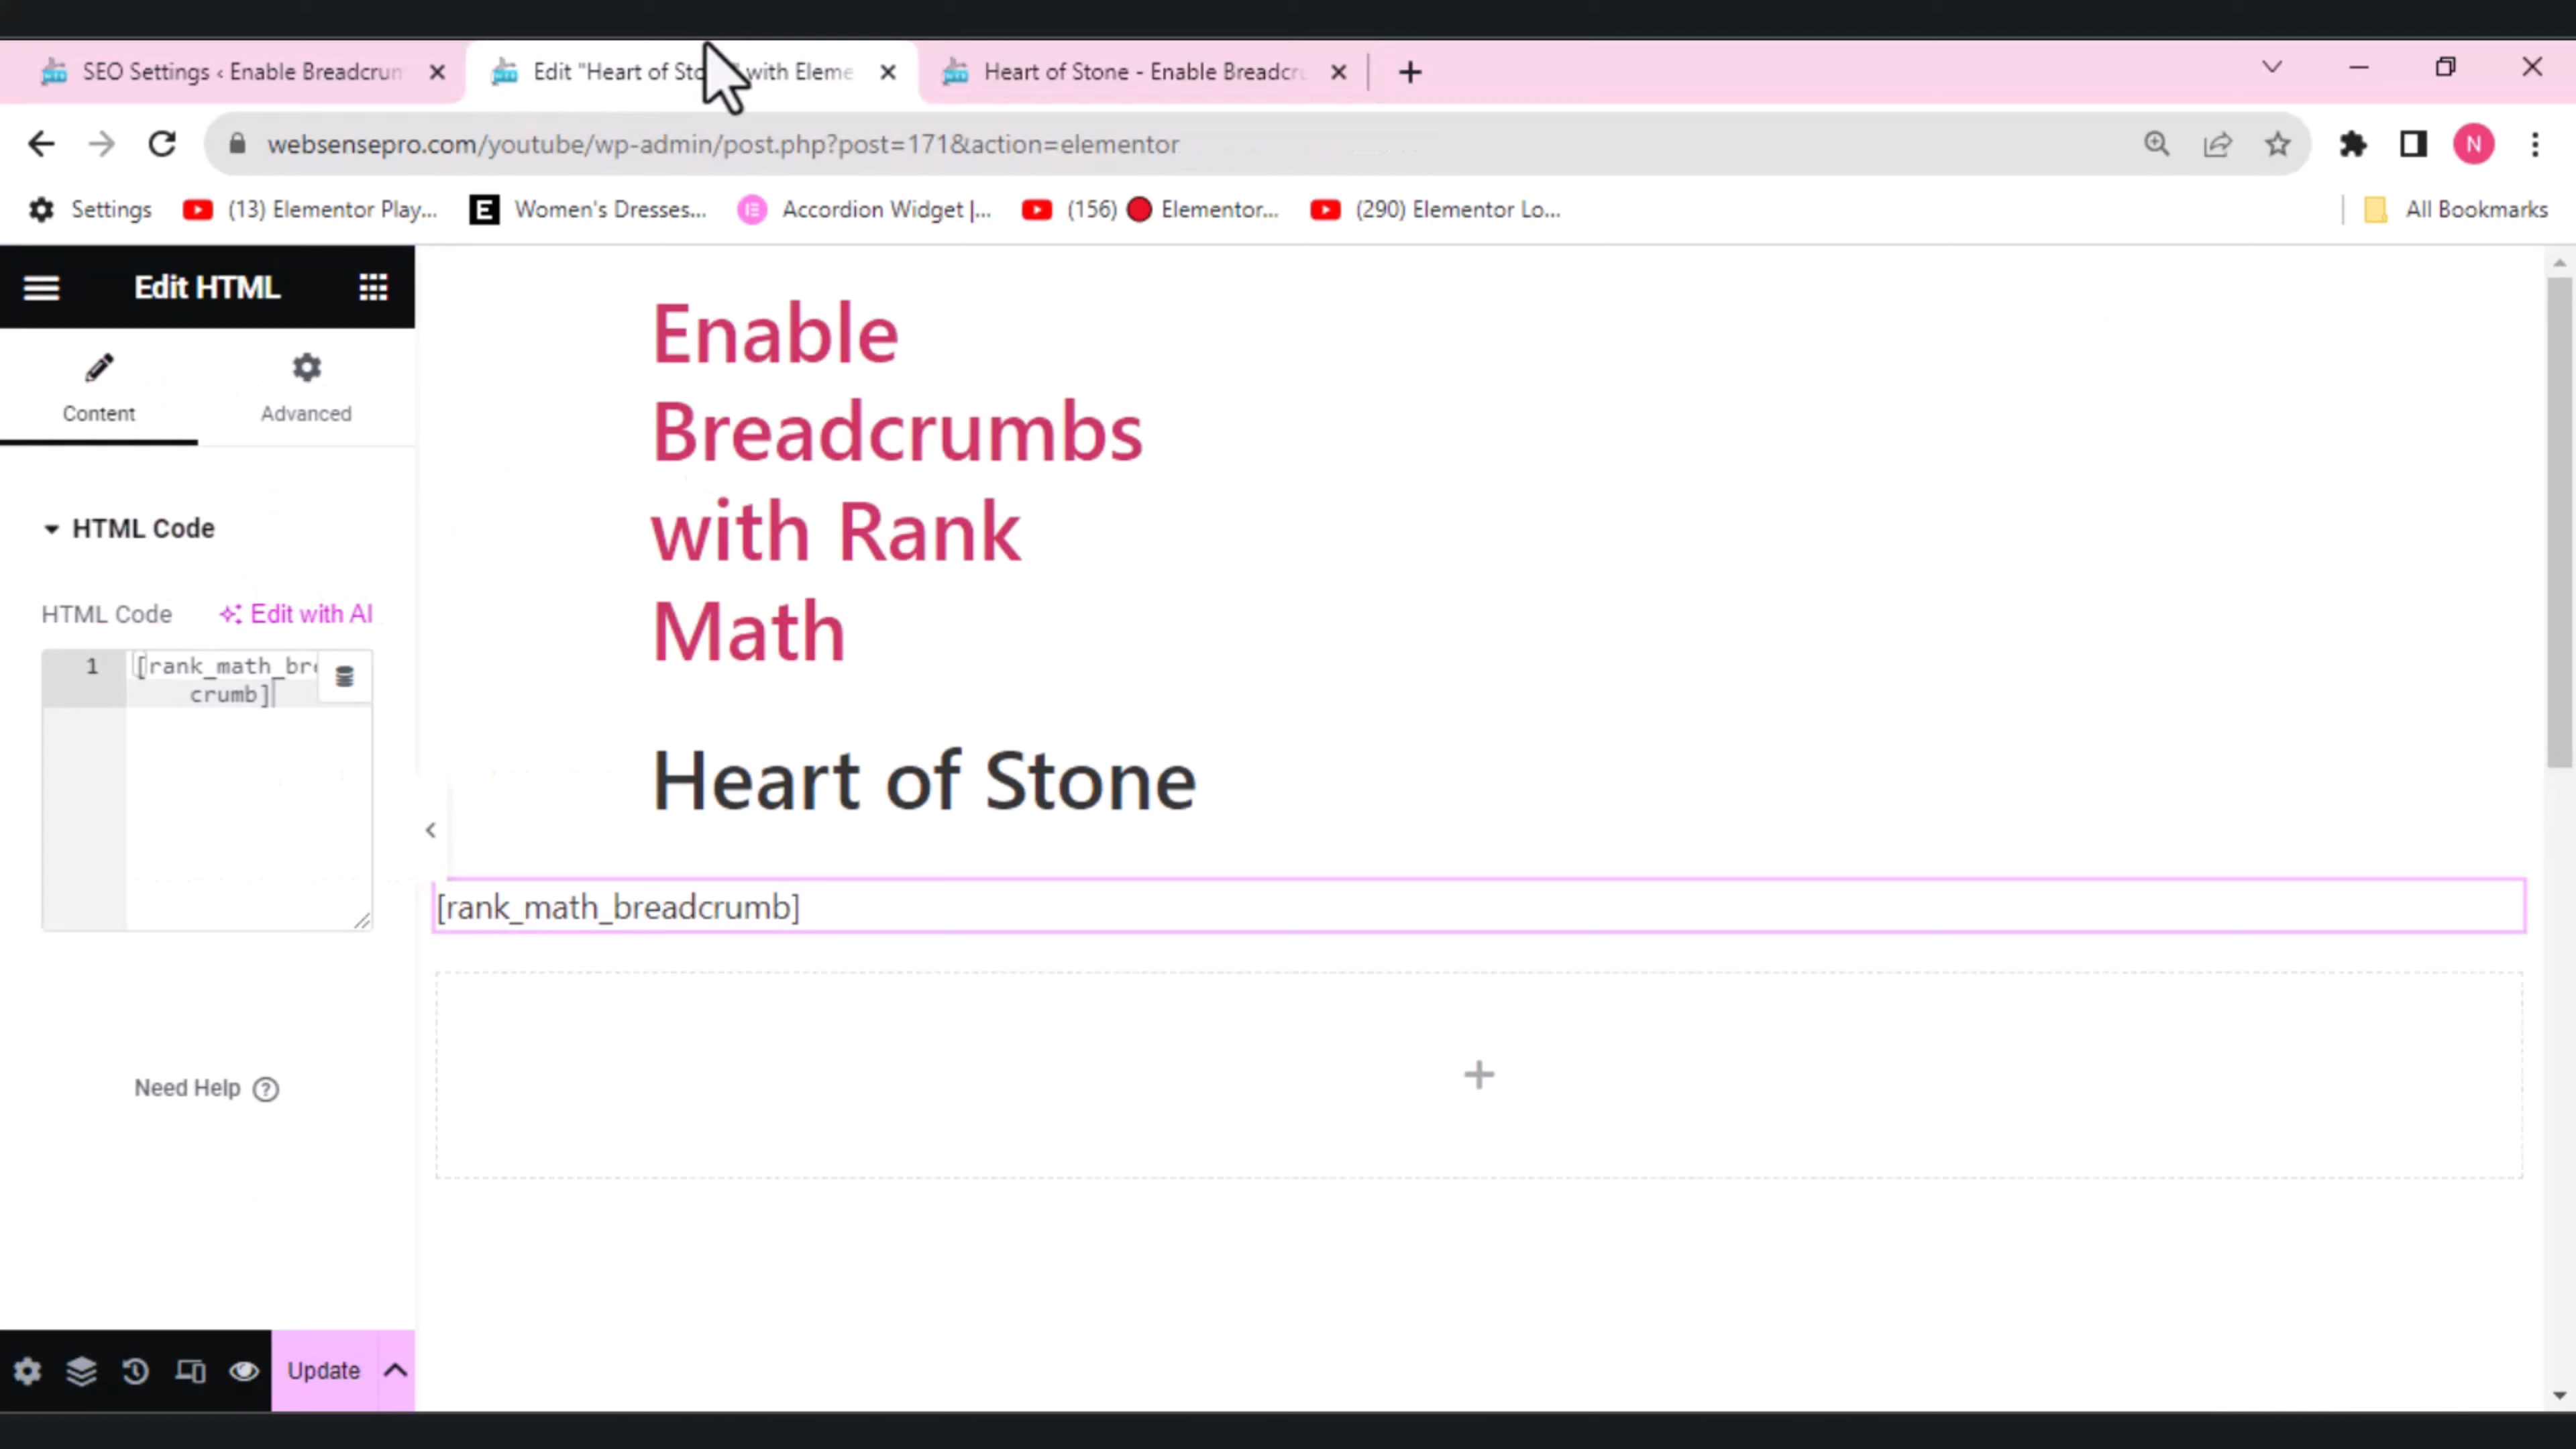 SEO Settings ‹ Enable Breadcrum
Edit "Heart of Sto with Eleme
Heart of Stone - Enable Breadcru
websensepro.com/youtube/wp-admin/post.php?post=171&action=elementor
N
Settings
(13) Elementor Play...
E
Women's Dresses...
Accordion Widget |...
(156)
Elementor...
(290) Elementor Lo...
All Bookmarks
Edit HTML
Content
Advanced
HTML Code
HTML Code
Edit with AI
1
[rank_math_bre
crumb]
Need Help
Update
Enable
Breadcrumbs
with Rank
Math
Heart of Stone
[rank_math_breadcrumb]